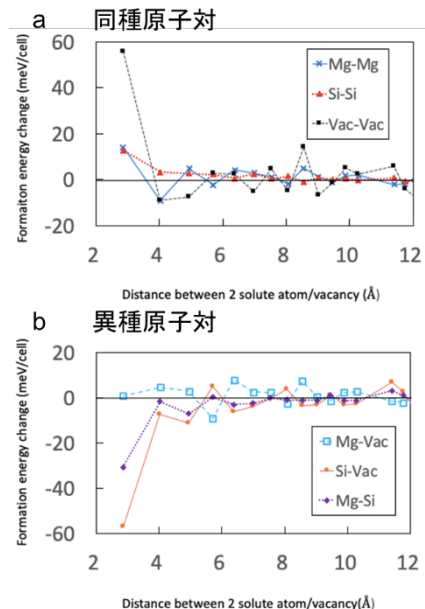 a 同種原子対
Formaiton energy change (meV/cell)
60
40
20
0
-20
Mg-Mg
Si-Si
Vac-Vac
2 4 6 8 10 12
Distance between 2 solute atom/vacancy (Å)
b 異種原子対
Formation energy change (meV/cell)
20
0
-20
-40
-60
Mg-Vac
Si-Vac
Mg-Si
2 4 6 8 10 12
Distance between 2 solute atom/vacancy(Å)